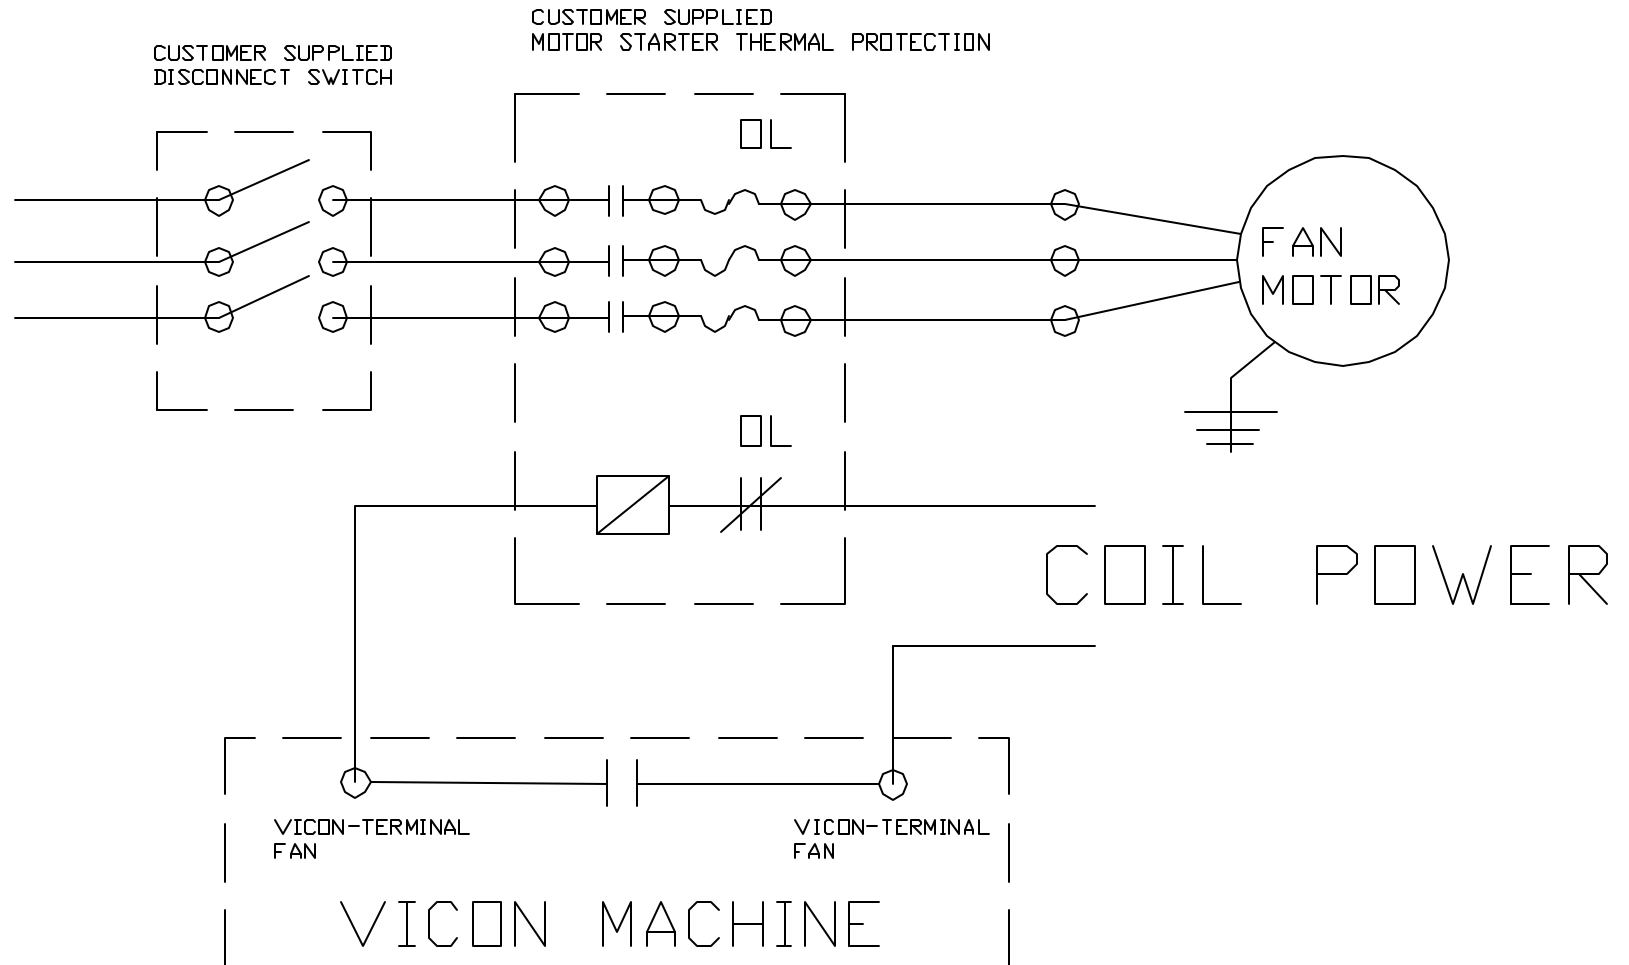 CUSTOMER SUPPLIED
MOTOR STARTER THERMAL PROTECTION
CUSTOMER SUPPLIED
DISCONNECT SWITCH
OL
FAN
MOTOR
OL
COIL POWER
VICON-TERMINAL
FAN
VICON-TERMINAL
FAN
VICON MACHINE